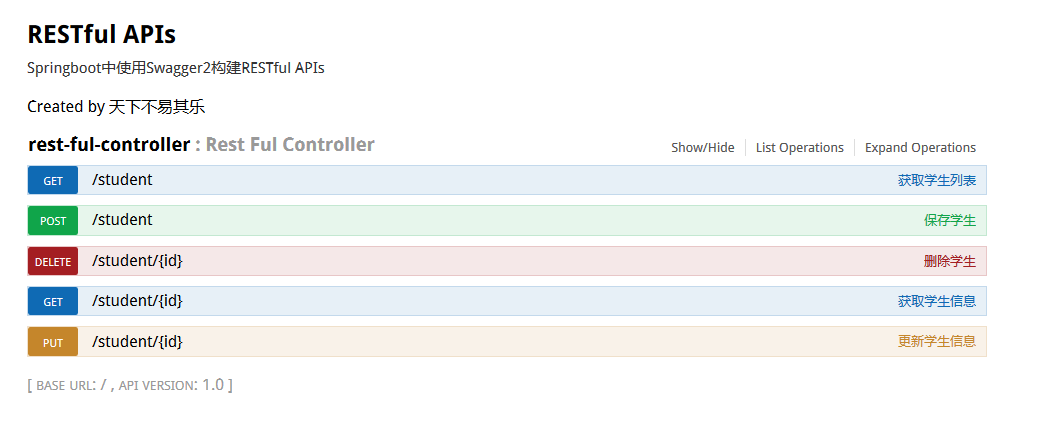 RESTful APIs
Springboot中使用Swagger2构建RESTful APIs
Created by 天下不易其乐
rest-ful-controller : Rest Ful Controller Show/Hide List Operations Expand Operations
GET /student 获取学生列表
POST /student 保存学生
DELETE /student/{id} 删除学生
GET /student/{id} 获取学生信息
PUT /student/{id} 更新学生信息
[ BASE URL: / , API VERSION: 1.0 ]